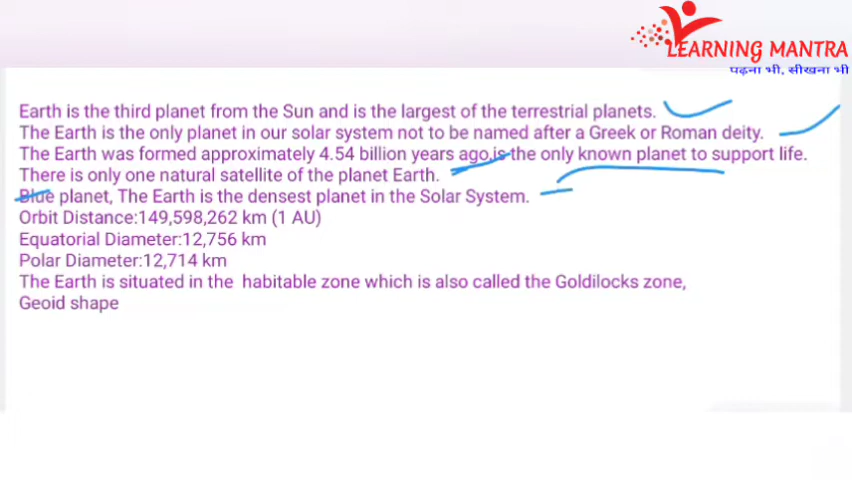 LEARNING MANTRA
पढ़ना भी, सीखना भी
Earth is the third planet from the Sun and is the largest of the terrestrial planets.
The Earth is the only planet in our solar system not to be named after a Greek or Roman deity.
The Earth was formed approximately 4.54 billion years ago,is the only known planet to support life.
There is only one natural satellite of the planet Earth.
Blue planet, The Earth is the densest planet in the Solar System.
Orbit Distance:149,598,262 km (1 AU)
Equatorial Diameter:12,756 km
Polar Diameter:12,714 km
The Earth is situated in the habitable zone which is also called the Goldilocks zone,
Geoid shape